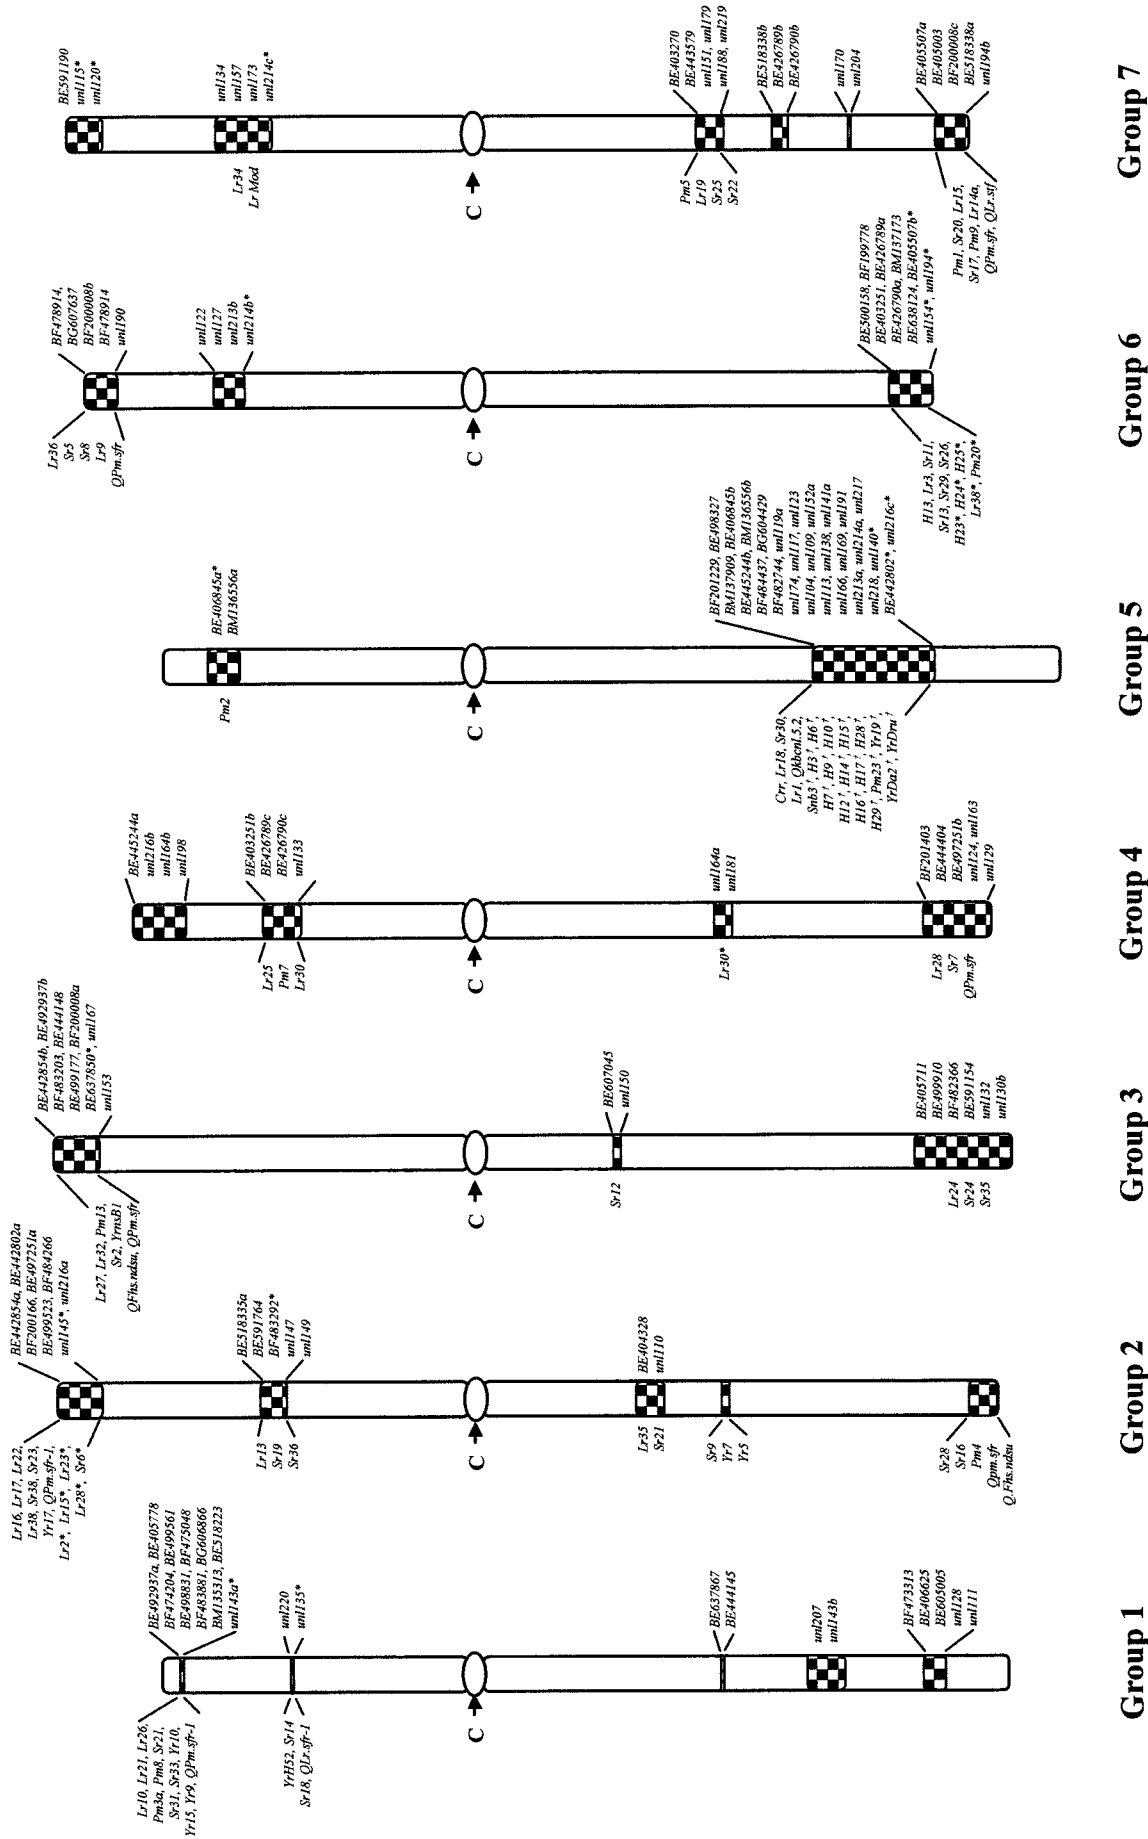 Lr10, Lr21, Lr26,
Pm3a, Pm8, Sr21,
Sr31, Sr33, Yr10,
Yr15, Yr9, QPm.sfr-1
BE492937a, BE405778
BF474204, BE499561
BE498831, BF475048
BF483881, BG606866
BM135313, BE518223
unl143a*
YrH52, Sr14
Sr18, QLr.sfr-1
unl220
unl135*
C
BE637867
BE444145
unl207
unl143b
BF473313
BE406625
BE605005
unl128
unl111
Group 1
Lr16, Lr17, Lr22,
Lr38, Sr38, Sr23,
Yr17, QPm.sfr-1,
Lr2*, Lr15*, Lr23*,
Lr28*, Sr6*
BE442854a, BE442802a
BF200166, BE497251a
BE499523, BF484266
unl145*, unl216a
Lr13
Sr19
Sr36
BE518335a
BE591764
BF483292*
unl147
unl149
C
Lr35
Sr21
BE404328
unl110
Sr9
Yr7
Yr5
Sr28
Sr16
Pm4
Qpm.sfr
Q.Fhs.ndsu
Group 2
Lr27, Lr32, Pm13,
Sr2, YrnsB1
QFhs.ndsu, QPm.sfr
BE442854b, BE492937b
BF483203, BE444148
BE499177, BF200008a
BE637850*, unl167
unl153
C
Sr12
BE607045
unl150
Lr24
Sr24
Sr35
BE405711
BE499910
BF482366
BE591154
unl132
unl130b
Group 3
BE445244a
unl216b
unl164b
unl198
Lr25
Pm7
Lr30
BE403251b
BE426789c
BE426790c
unl133
C
Lr30*
unl164a
unl181
Lr28
Sr7
QPm.sfr
BF201403
BE444404
BE497251b
unl124, unl163
unl129
Group 4
Pm2
BE406845a*
BM136556a
C
Crr, Lr18, Sr30,
Lr1, Qkbcnl.5.2,
Snb3†, H3†, H6†,
H7†, H9†, H10†,
H12†, H14†, H15†,
H16†, H17†, H28†,
H29†, Pm23†, Yr19†,
YrDa2†, YrDru†
BF201229, BE498327
BM137909, BE406845b
BE445244b, BM136556b
BF484437, BG604429
BF482744, unl119a
unl174, unl117, unl123
unl104, unl109, unl152a
unl113, unl138, unl141a
unl166, unl169, unl191
unl213a, unl214a, unl217
unl218, unl140*
BE442802*, unl216c*
Group 5
Lr36
Sr5
Sr8
Lr9
QPm.sfr
BF478914,
BG607637
BF200008b
BF478914
unl190
unl122
unl127
unl213b
unl214b*
C
H13, Lr3, Sr11,
Sr13, Sr29, Sr26,
H23*, H24*, H25*,
Lr38*, Pm20*
BE500158, BF199778
BE403251, BE426789a
BE426790a, BM137173
BE638124, BE405507b*
unl154*, unl194*
Group 6
BE591190
unl115*
unl120*
Lr34
Lr Mod
unl134
unl157
unl173
unl214c*
C
Pm5
Lr19
Sr25
Sr22
BE403270
BE443579
unl151, unl179
unl188, unl219
BE518338b
BE426789b
BE426790b
unl170
unl204
Pm1, Sr20, Lr15,
Sr17, Pm9, Lr14a,
QPm.sfr, QLr.stf
BE405507a
BE405003
BF200008c
BE518338a
unl194b
Group 7